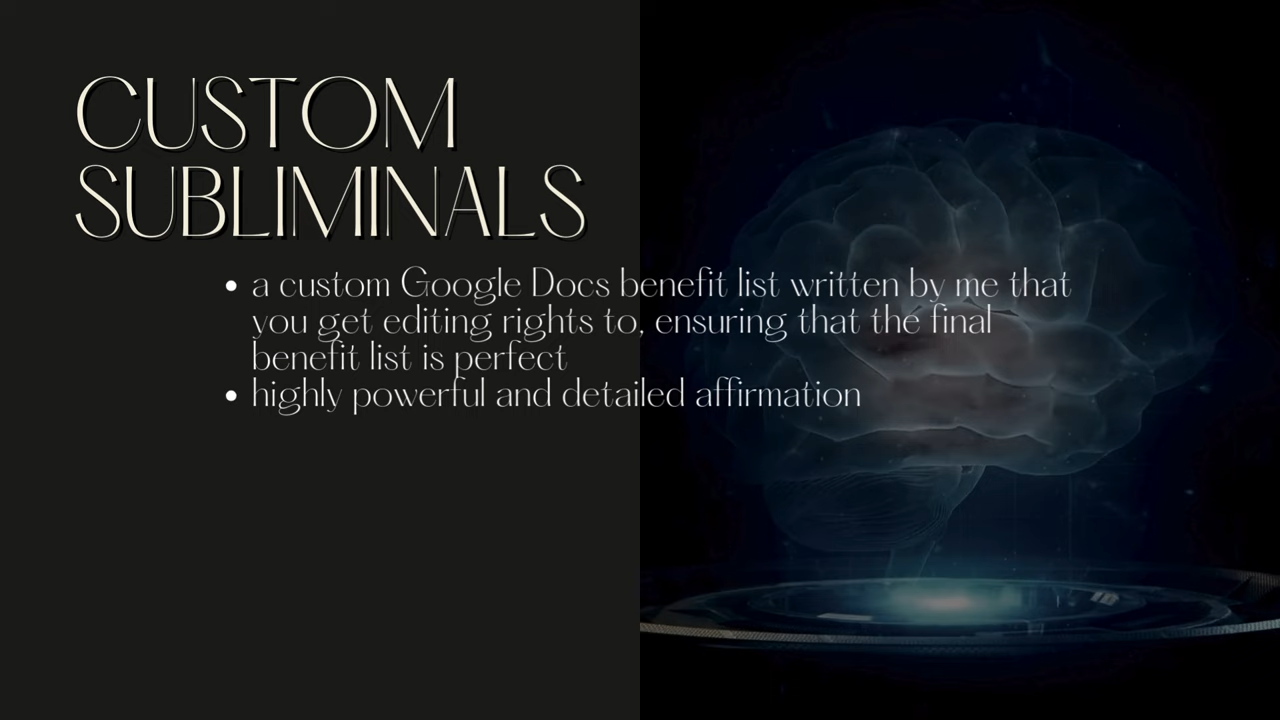 CUSTOM
SUBLIMINALS
• a custom Google Docs benefit list written by me that
you get editing rights to, ensuring that the final
benefit list is perfect
• highly powerful and detailed affirmation